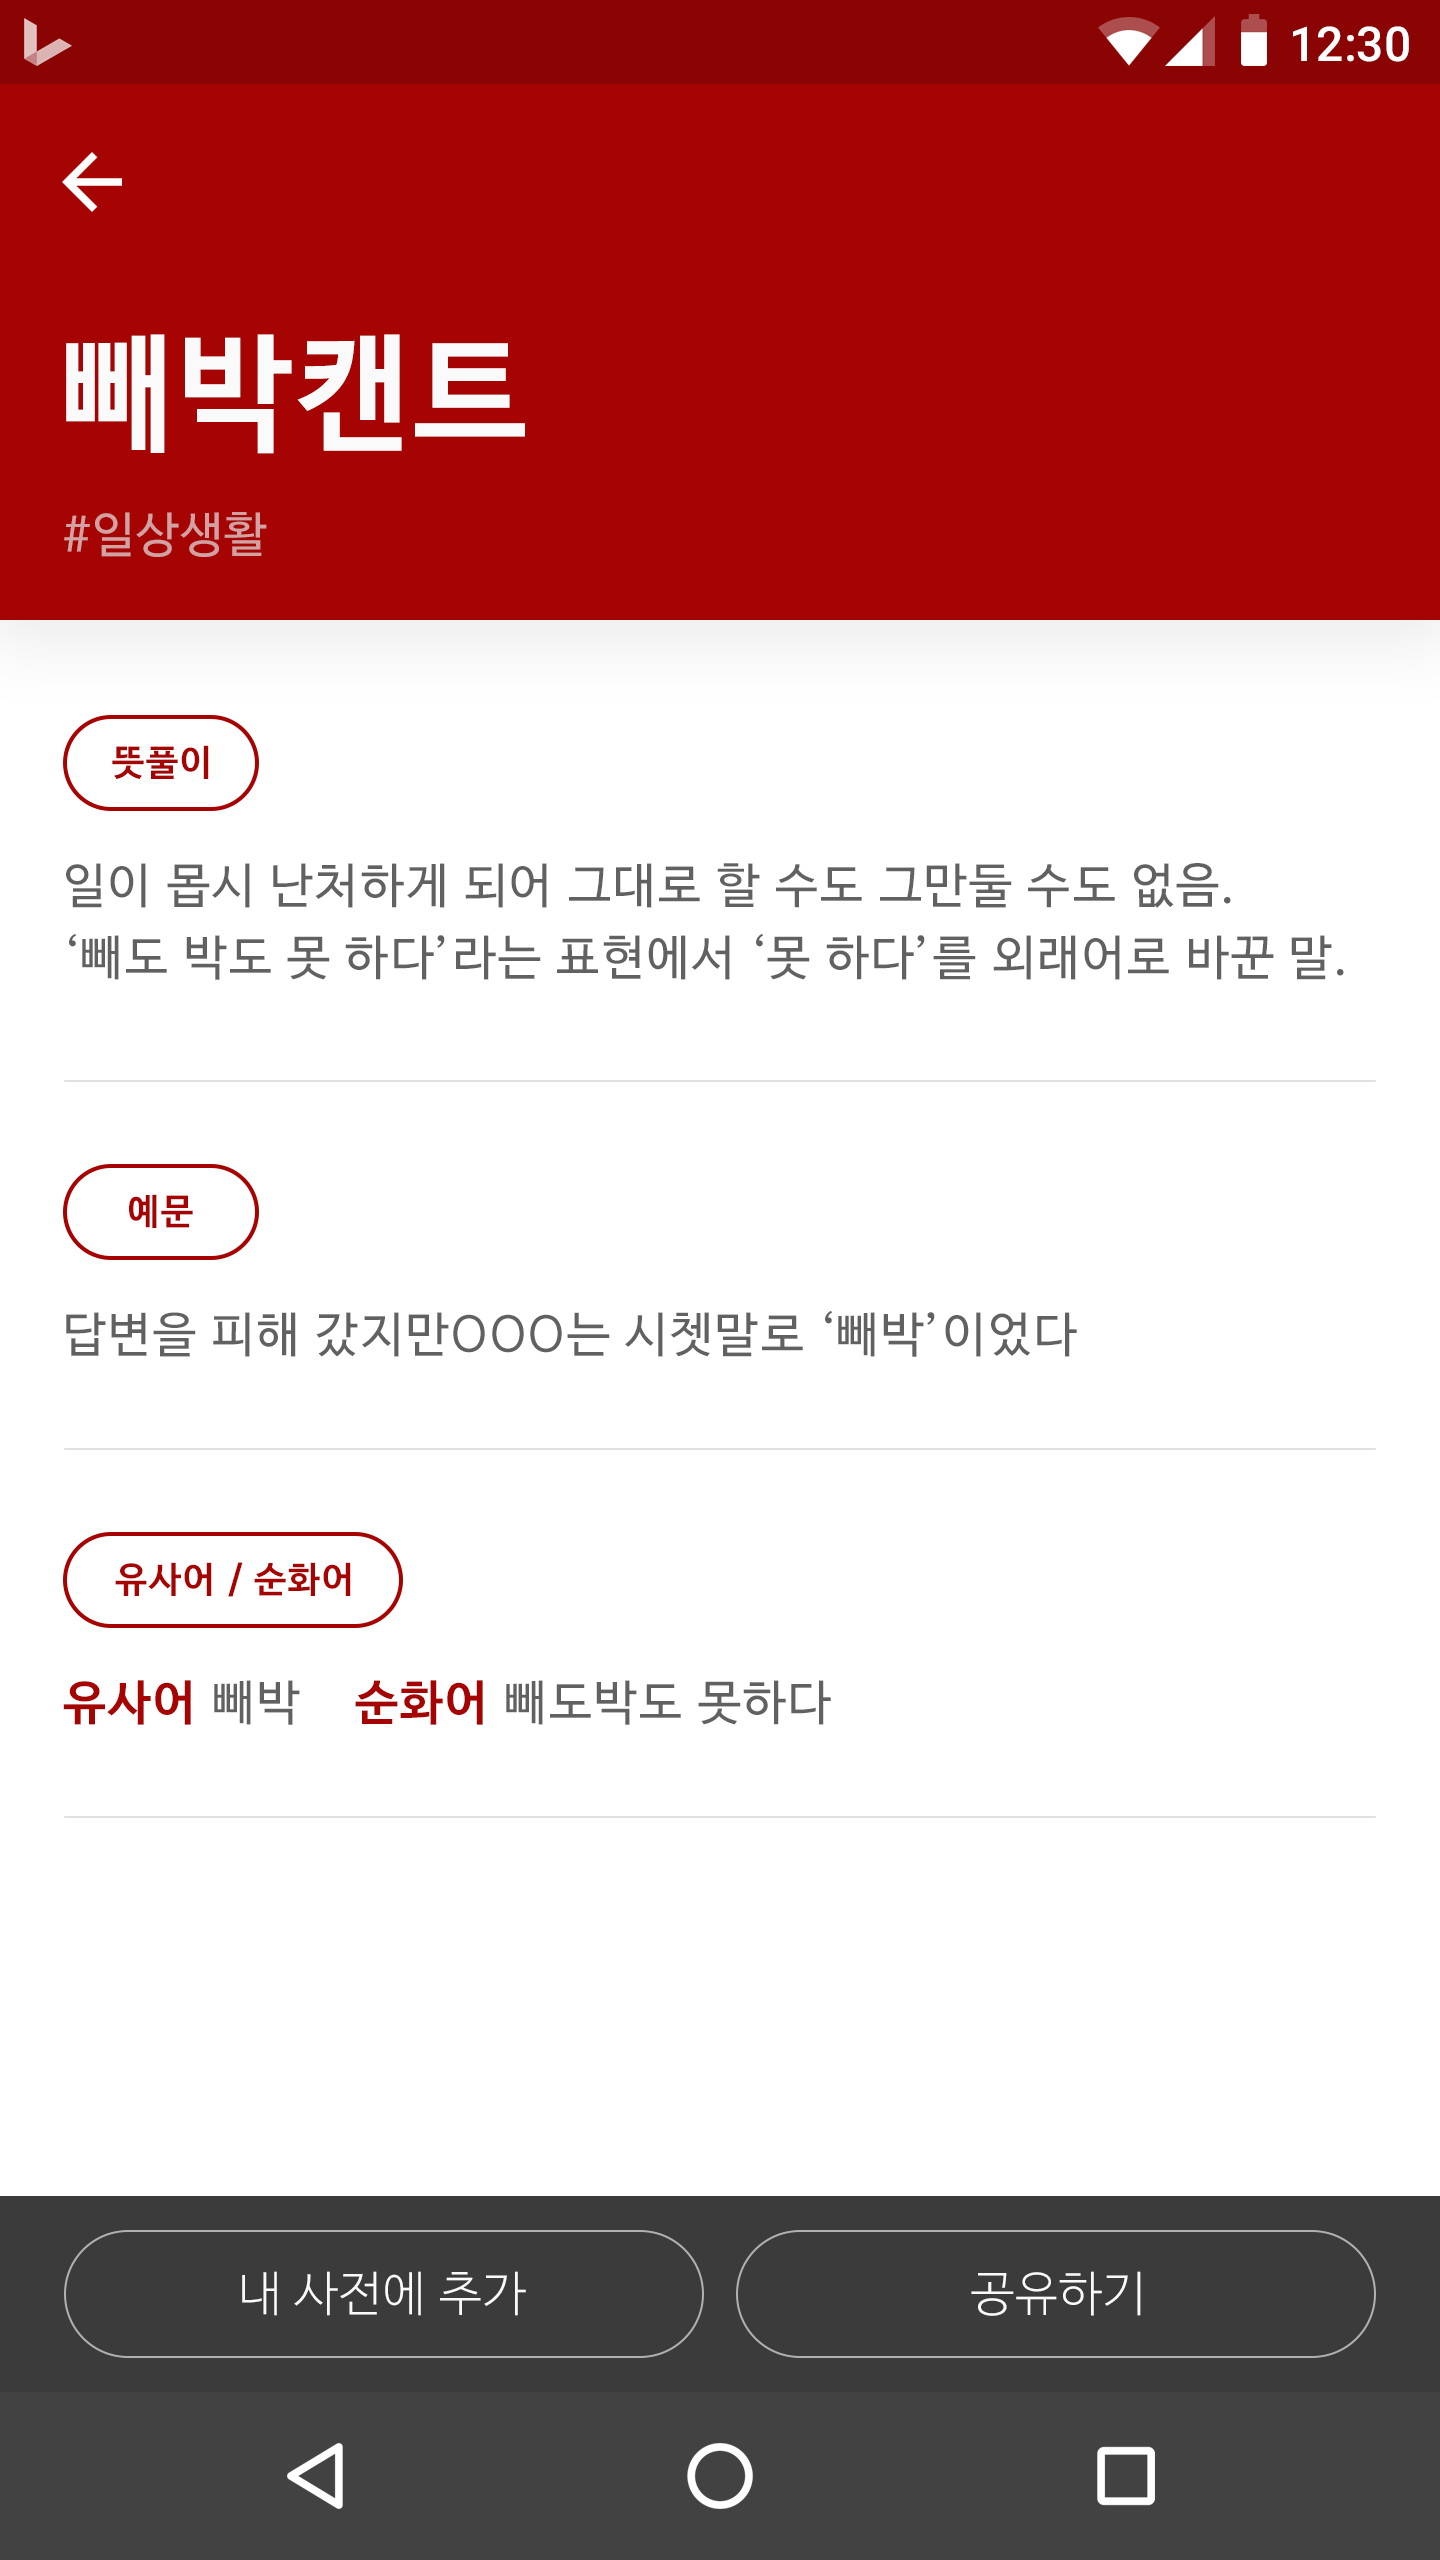 12:30
빼박캔트
#일상생활
뜻풀이
일이 몹시 난처하게 되어 그대로 할 수도 그만둘 수도 없음.
‘빼도 박도 못 하다’라는 표현에서 ‘못 하다’를 외래어로 바꾼 말.
예문
답변을 피해 갔지만OOO는 시쳇말로 ‘빼박’이었다
유사어 / 순화어
유사어 빼박 순화어 빼도박도 못하다
내 사전에 추가 공유하기